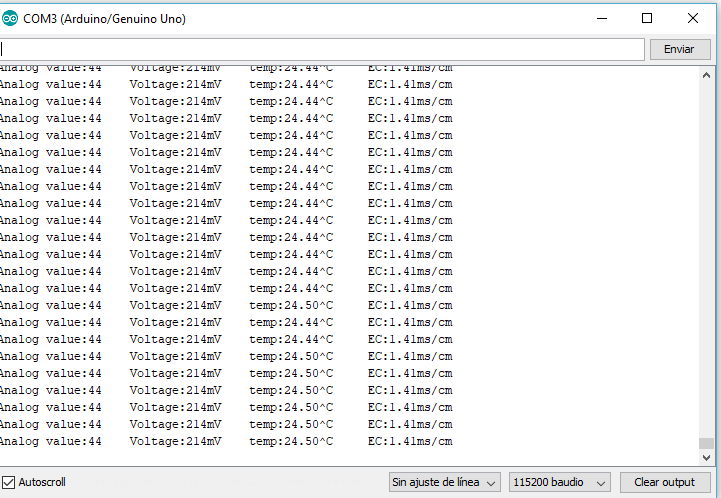 COM3 (Arduino/Genuino Uno)
Enviar
Analog value:44 Voltage:214mV temp:24.44^C EC:1.41ms/cm
Analog value:44 Voltage:214mV temp:24.44^C EC:1.41ms/cm
Analog value:44 Voltage:214mV temp:24.44^C EC:1.41ms/cm
Analog value:44 Voltage:214mV temp:24.44^C EC:1.41ms/cm
Analog value:44 Voltage:214mV temp:24.44^C EC:1.41ms/cm
Analog value:44 Voltage:214mV temp:24.44^C EC:1.41ms/cm
Analog value:44 Voltage:214mV temp:24.44^C EC:1.41ms/cm
Analog value:44 Voltage:214mV temp:24.44^C EC:1.41ms/cm
Analog value:44 Voltage:214mV temp:24.44^C EC:1.41ms/cm
Analog value:44 Voltage:214mV temp:24.44^C EC:1.41ms/cm
Analog value:44 Voltage:214mV temp:24.44^C EC:1.41ms/cm
Analog value:44 Voltage:214mV temp:24.44^C EC:1.41ms/cm
Analog value:44 Voltage:214mV temp:24.44^C EC:1.41ms/cm
Analog value:44 Voltage:214mV temp:24.44^C EC:1.41ms/cm
Analog value:44 Voltage:214mV temp:24.50^C EC:1.41ms/cm
Analog value:44 Voltage:214mV temp:24.44^C EC:1.41ms/cm
Analog value:44 Voltage:214mV temp:24.44^C EC:1.41ms/cm
Analog value:44 Voltage:214mV temp:24.50^C EC:1.41ms/cm
Analog value:44 Voltage:214mV temp:24.50^C EC:1.41ms/cm
Analog value:44 Voltage:214mV temp:24.50^C EC:1.41ms/cm
Analog value:44 Voltage:214mV temp:24.50^C EC:1.41ms/cm
Analog value:44 Voltage:214mV temp:24.50^C EC:1.41ms/cm
Analog value:44 Voltage:214mV temp:24.50^C EC:1.41ms/cm
Autoscroll Sin ajuste de línea 115200 baudio Clear output